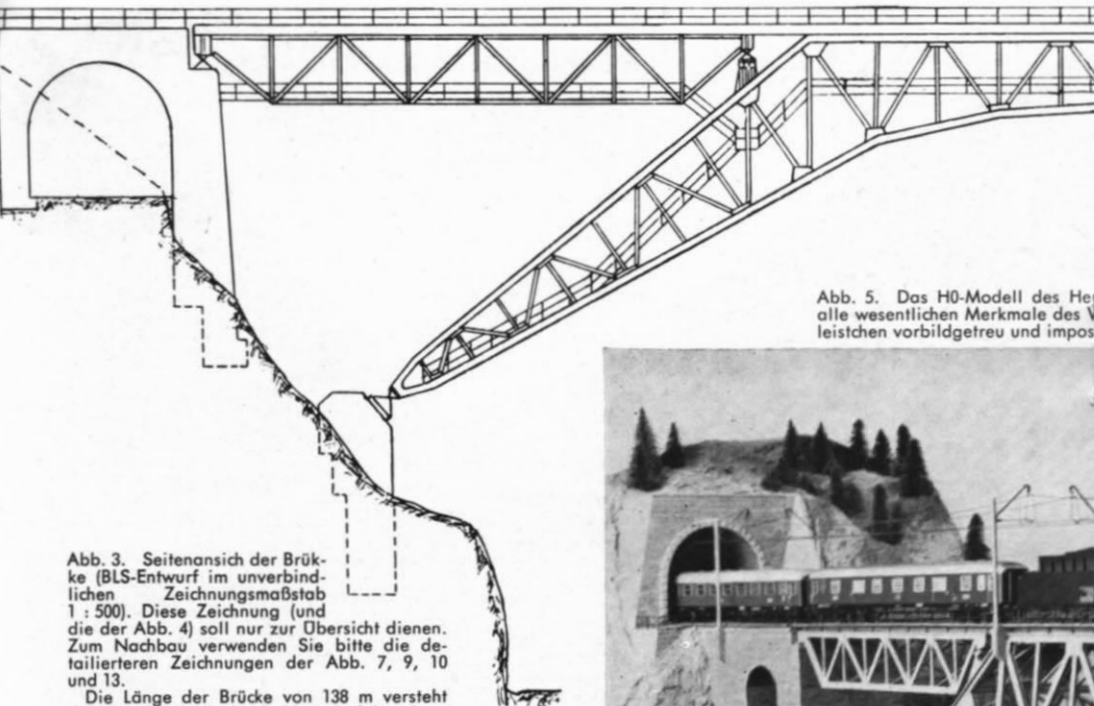 Abb. 5. Das H0-Modell des
alle wesentlichen Merkmale des
leistchen vorbildgetreu und
Abb. 3. Seitenansich der Brük-
ke (BLS-Entwurf im unverbind-
lichen Zeichnungsmaßstab
1 : 500). Diese Zeichnung (und
die der Abb. 4) soll nur zur Übersicht dienen.
Zum Nachbau verwenden Sie bitte die de-
tailierteren Zeichnungen der Abb. 7, 9, 10
und 13.
Die Länge der Brücke von 138 m versteht